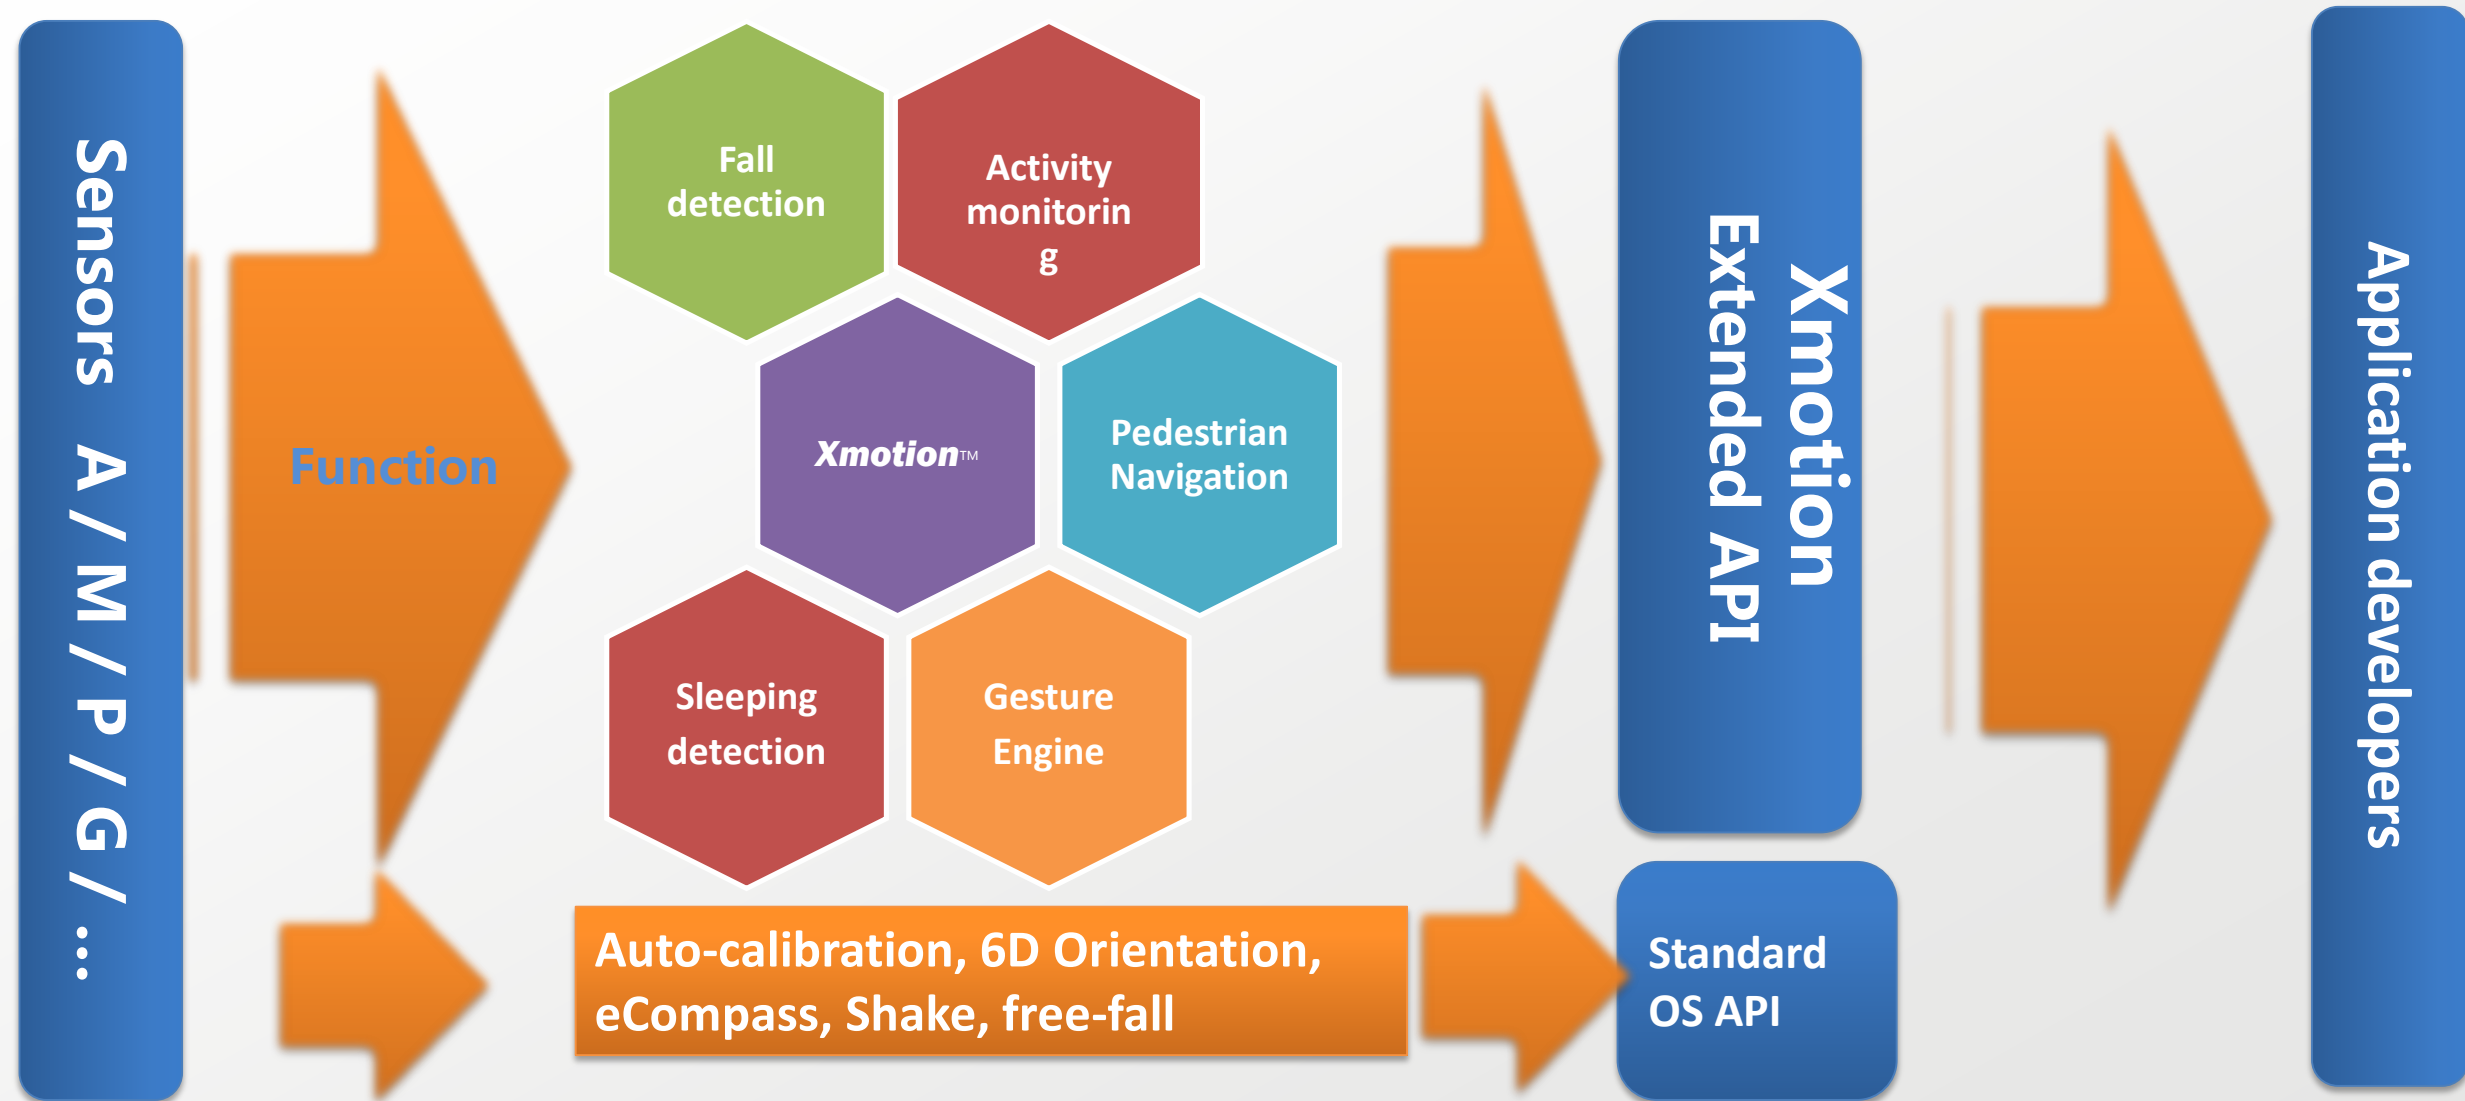 Sensors A / M / P / G / ...
Function
Fall
detection
Activity
monitorin
g
Xmotion™
Pedestrian
Navigation
Sleeping
detection
Gesture
Engine
Auto-calibration, 6D Orientation,
eCompass, Shake, free-fall
Xmotion
Extended API
Standard
OS API
Application developers